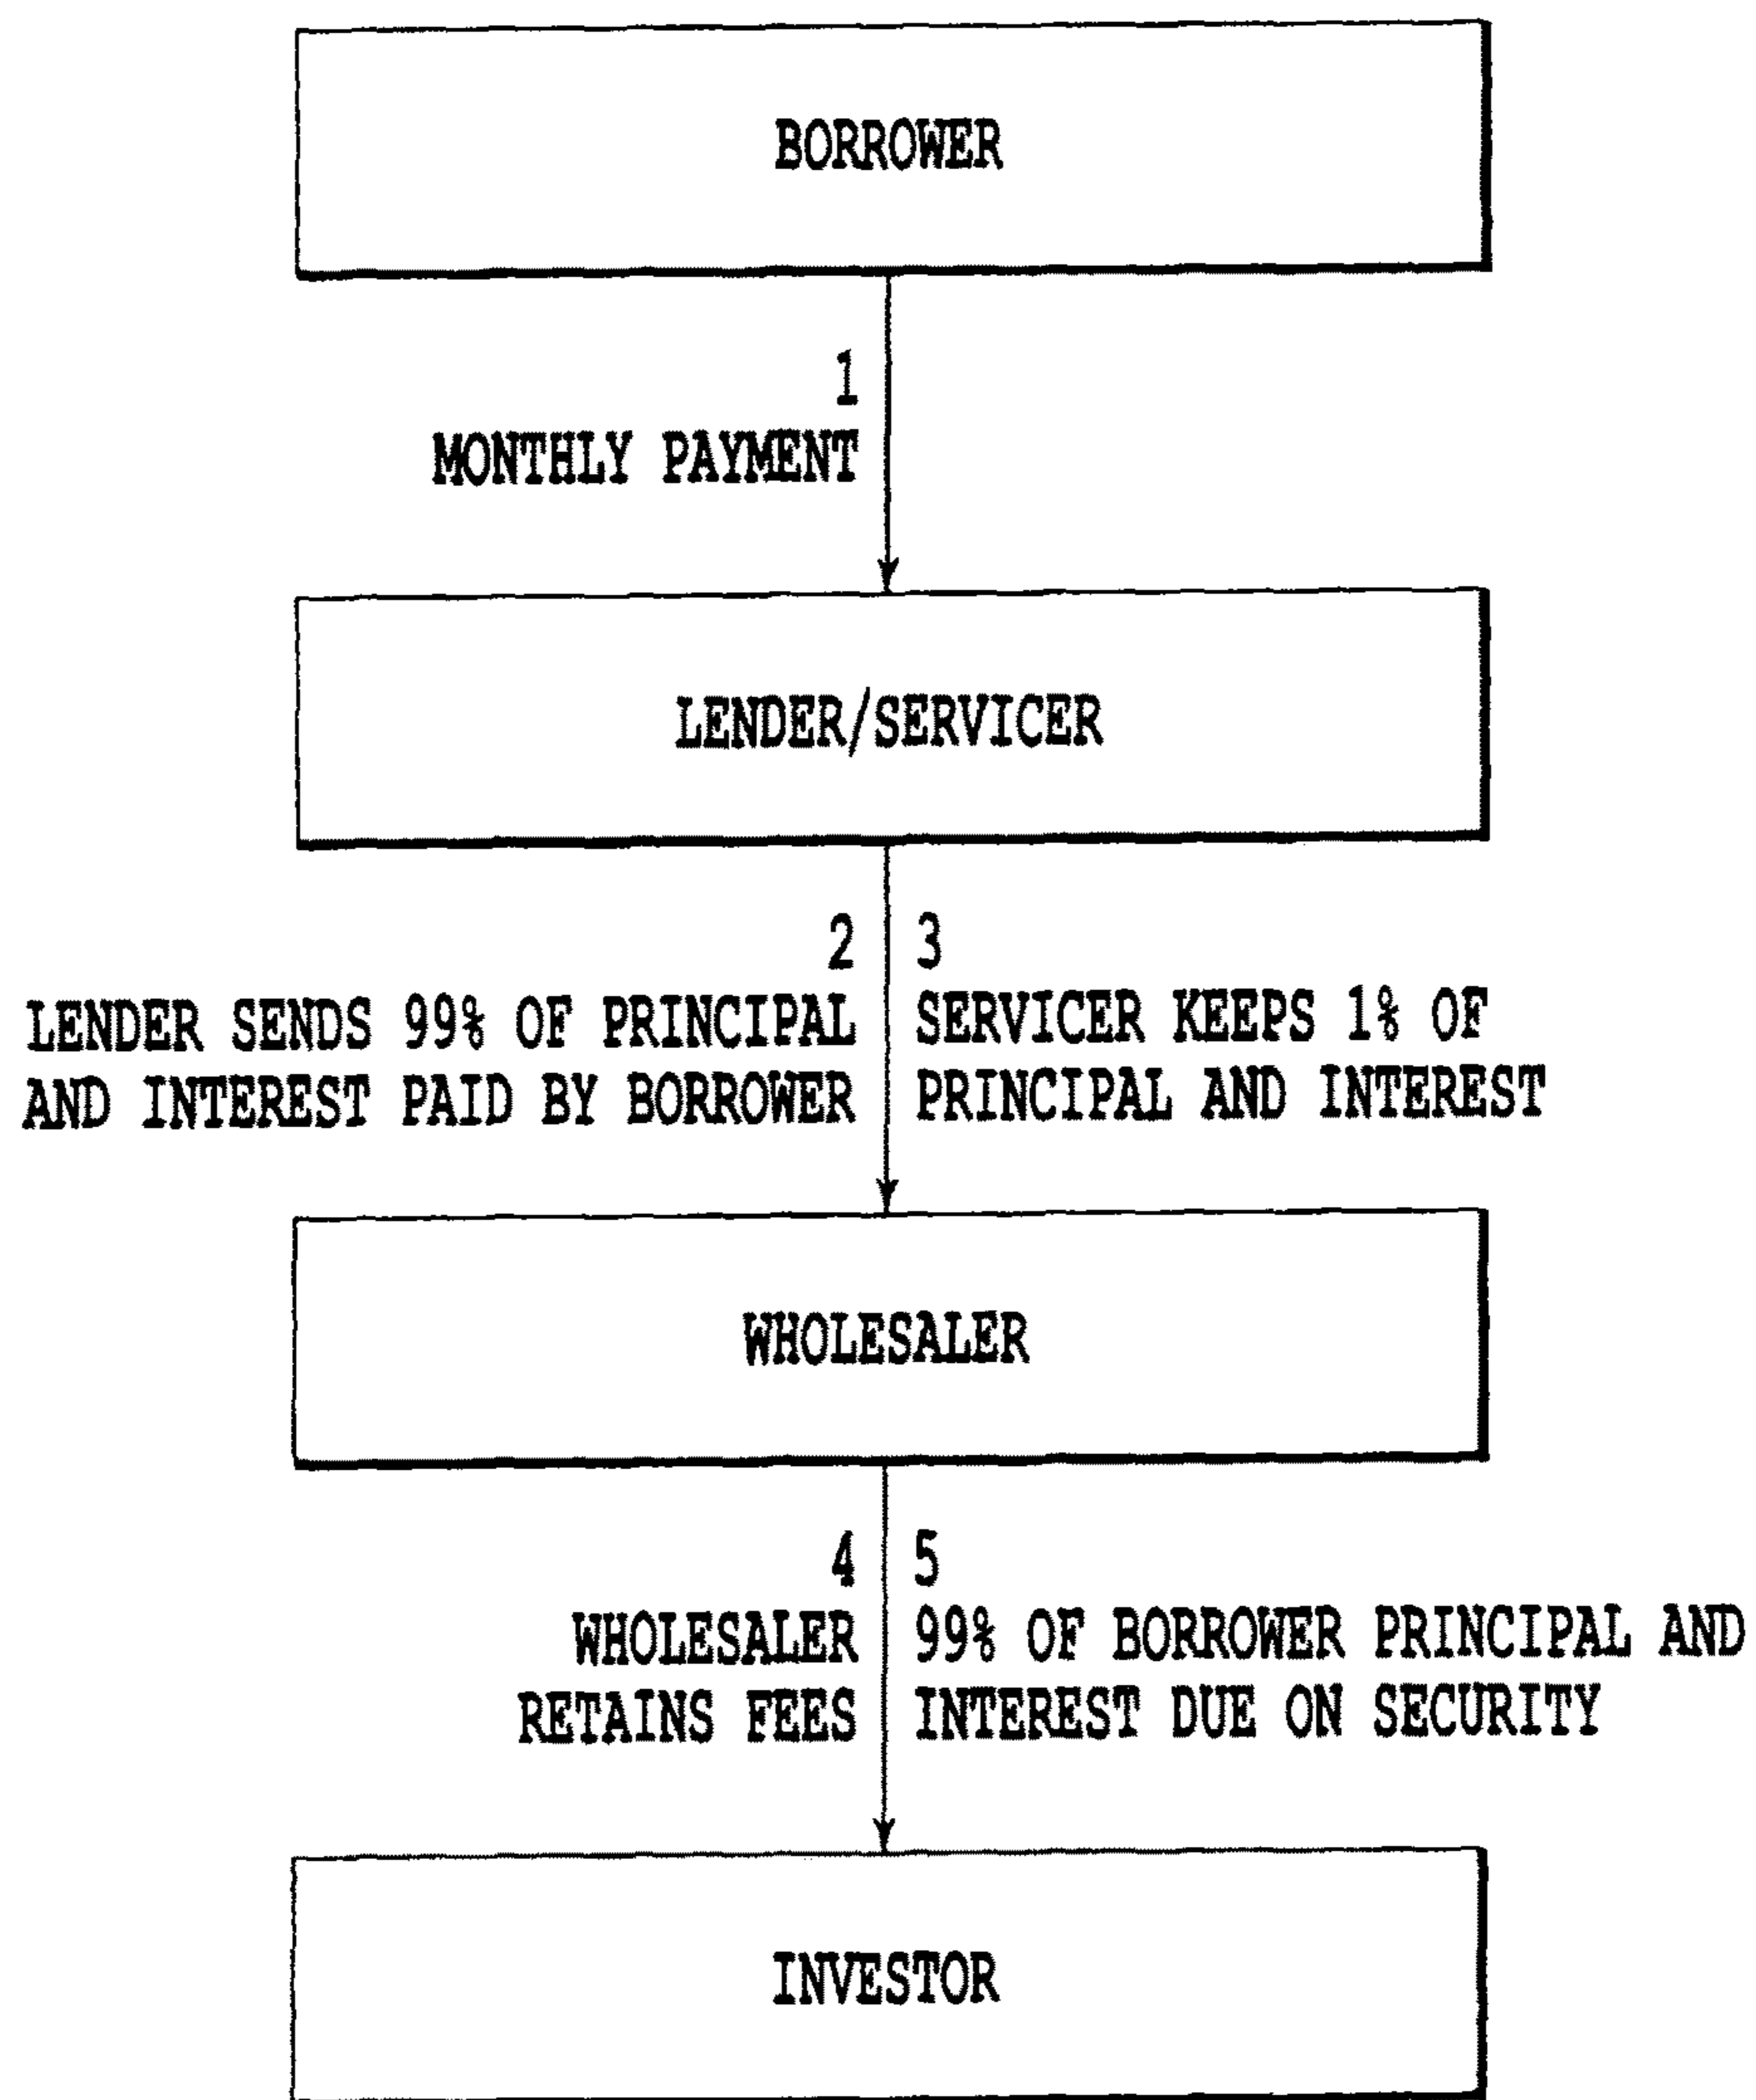 BORROWER
1
MONTHLY PAYMENT
LENDER/SERVICER
2
LENDER SENDS 99% OF PRINCIPAL
AND INTEREST PAID BY BORROWER
3
SERVICER KEEPS 1% OF
PRINCIPAL AND INTEREST
WHOLESALER
4
WHOLESALER
RETAINS FEES
5
99% OF BORROWER PRINCIPAL AND
INTEREST DUE ON SECURITY
INVESTOR